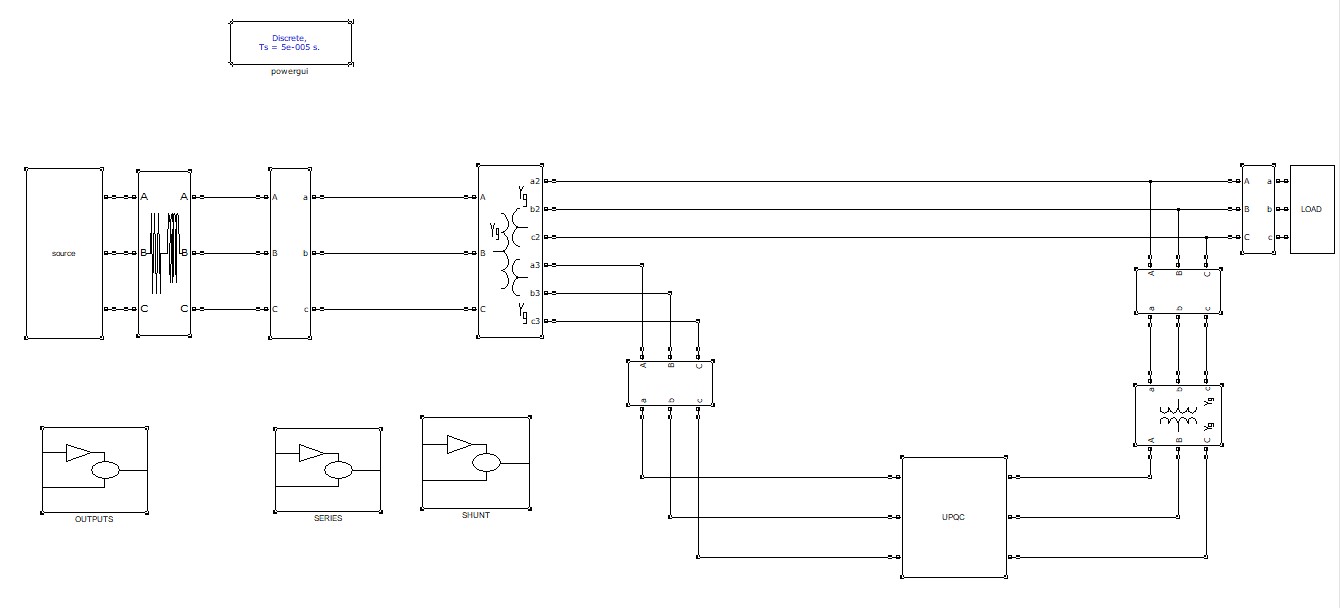 Discrete,
Ts = 5e-005 s.
powergui
source
A A
B B
C C
A a
B b
C c
A
B
C
Yg
Yg
Yg
a2
b2
c2
a3
b3
c3
A a
B b
C c
LOAD
A B C
a b c
A B C
a b c
a b c
Yg
Yg
A B C
UPQC
OUTPUTS
SERIES
SHUNT